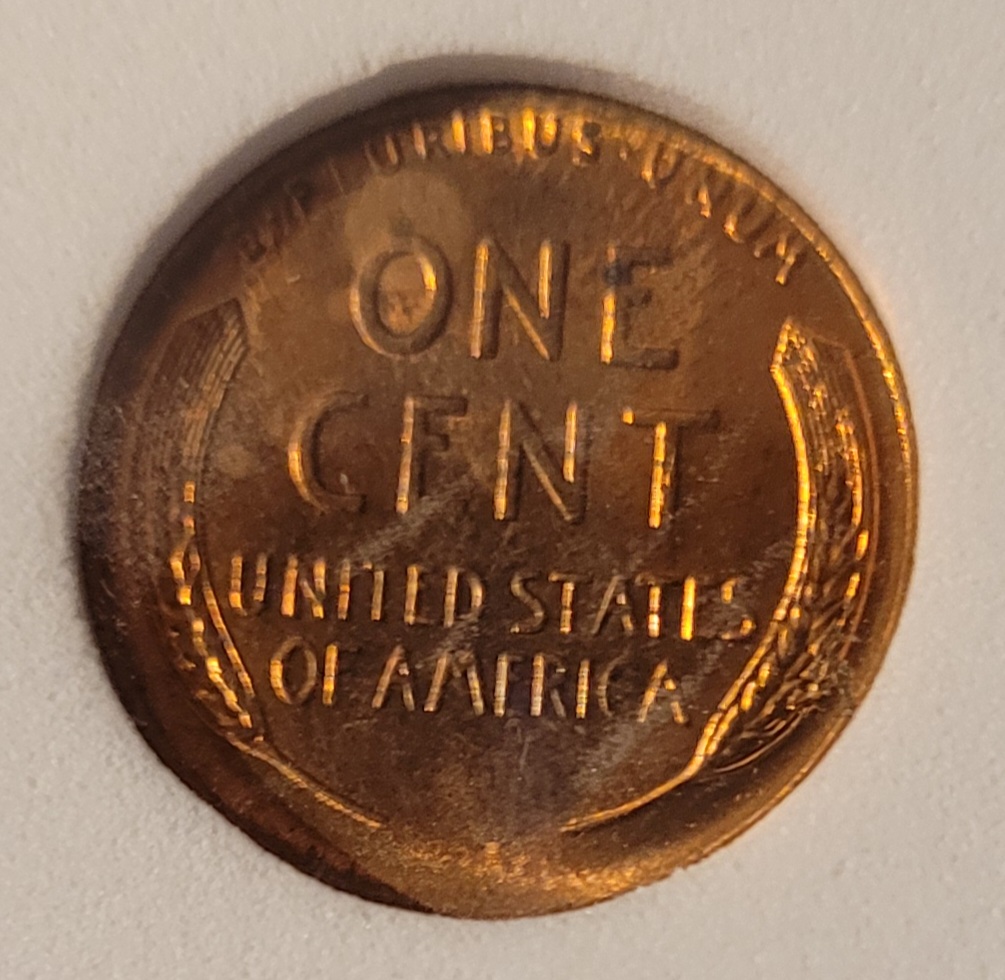 E PLURIBUS·UNUM
ONE
CENT
UNITED STATES
OF AMERICA